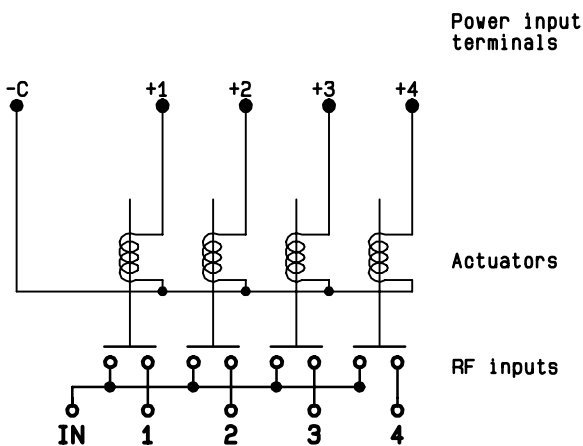 Power input
terminals
-C +1 +2 +3 +4
Actuators
RF inputs
IN 1 2 3 4